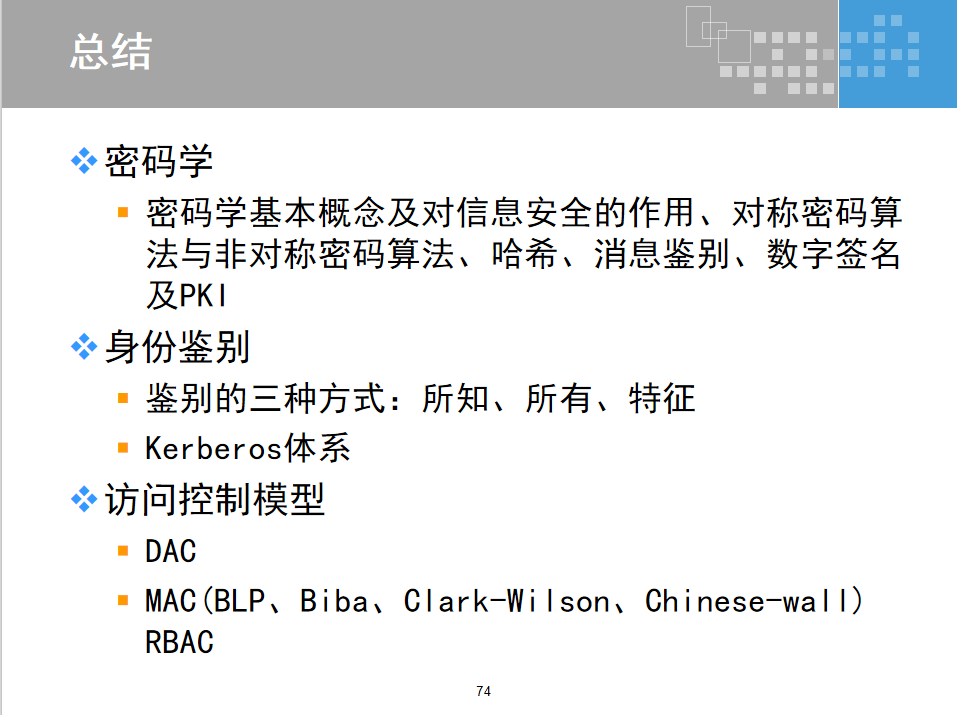 总结
密码学
密码学基本概念及对信息安全的作用、对称密码算
法与非对称密码算法、哈希、消息鉴别、数字签名
及PKI
身份鉴别
鉴别的三种方式：所知、所有、特征
Kerberos体系
访问控制模型
DAC
MAC(BLP、Biba、Clark-Wilson、Chinese-wall)
RBAC
74